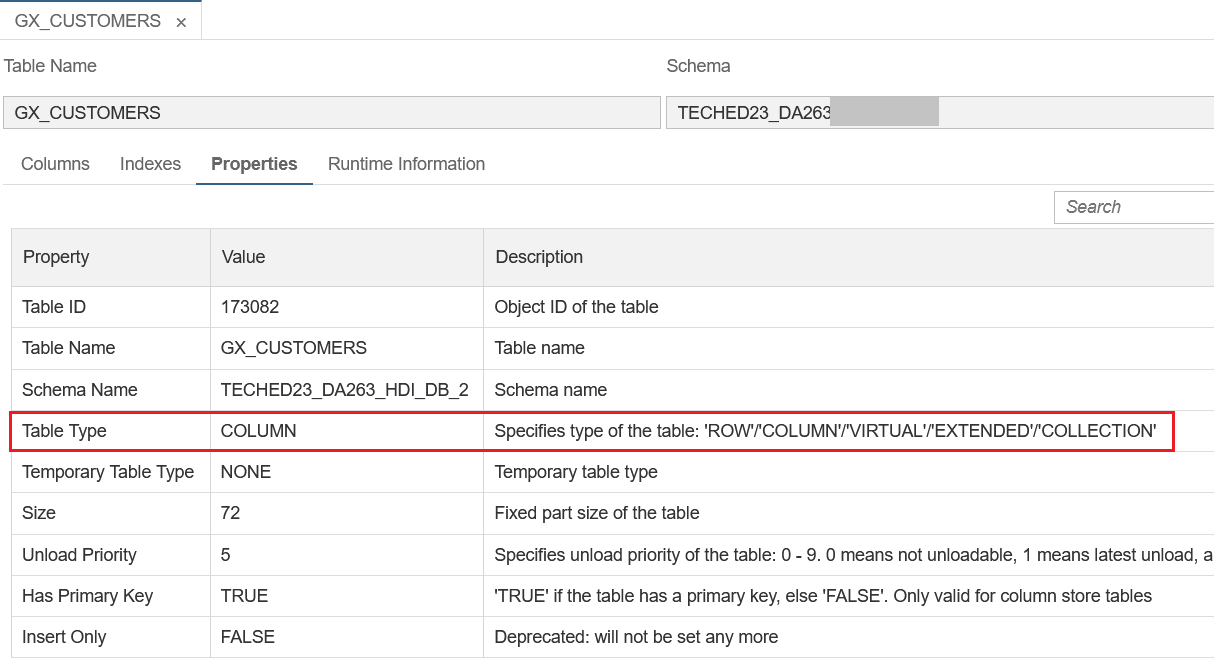 GX_CUSTOMERS ×
Table Name Schema
GX_CUSTOMERS TECHED23_DA263
Columns Indexes Properties Runtime Information
Search
Property Value Description
Table ID 173082 Object ID of the table
Table Name GX_CUSTOMERS Table name
Schema Name TECHED23_DA263_HDI_DB_2 Schema name
Table Type COLUMN Specifies type of the table: 'ROW'/'COLUMN'/'VIRTUAL'/'EXTENDED'/'COLLECTION'
Temporary Table Type NONE Temporary table type
Size 72 Fixed part size of the table
Unload Priority 5 Specifies unload priority of the table: 0 - 9. 0 means not unloadable, 1 means latest unload, a
Has Primary Key TRUE 'TRUE' if the table has a primary key, else 'FALSE'. Only valid for column store tables
Insert Only FALSE Deprecated: will not be set any more